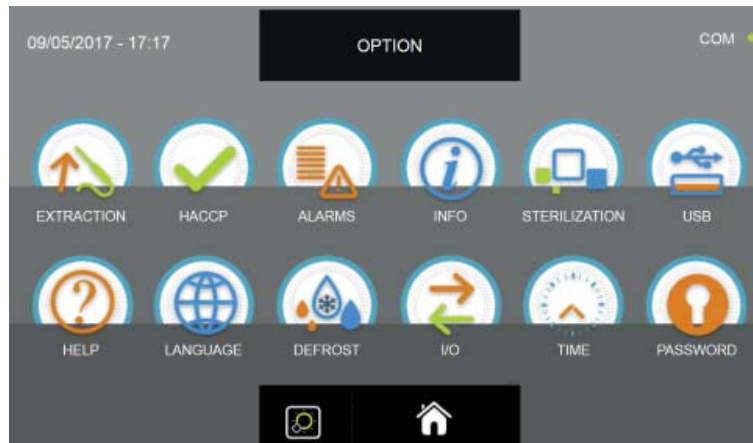 09/05/2017 - 17:17 OPTION COM
EXTRACTION HACCP ALARMS INFO STERILIZATION USB
HELP LANGUAGE DEFROST I/O TIME PASSWORD